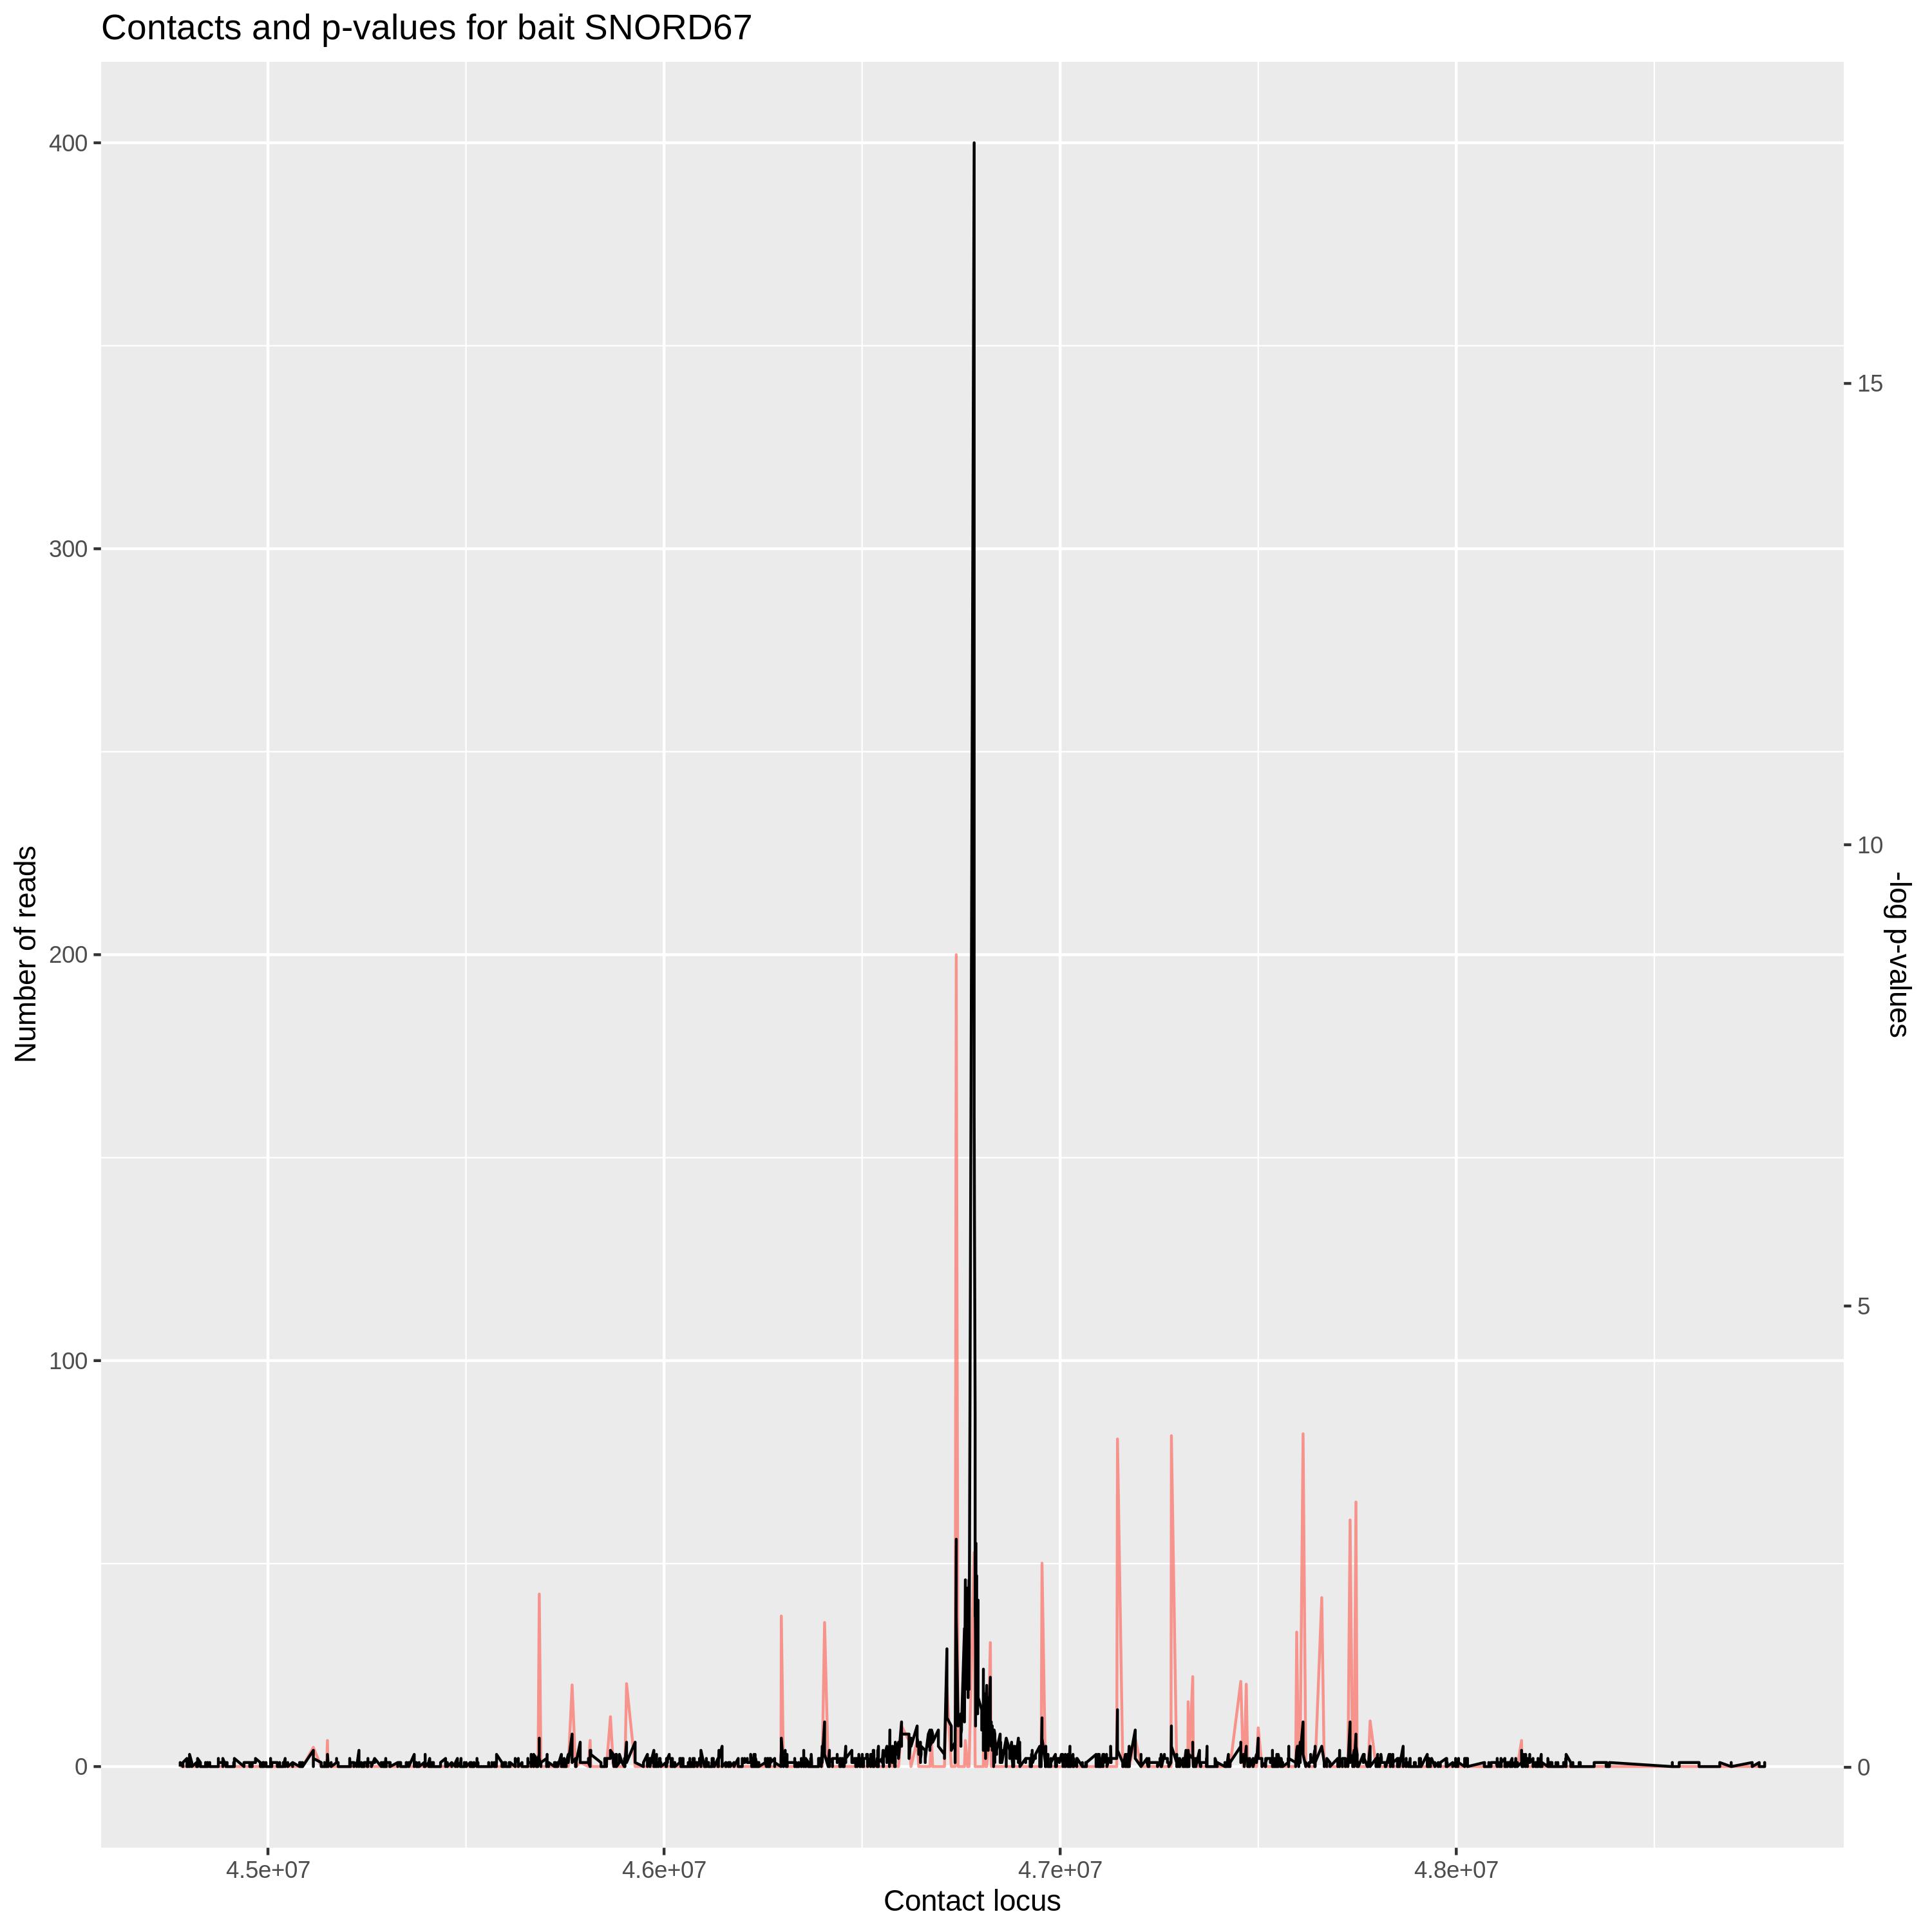 Contacts and p-values for bait SNORD67
400
300
200
100
0
Number of reads
15
10
5
0
-log p-values
4.5e+07 4.6e+07 4.7e+07 4.8e+07
Contact locus